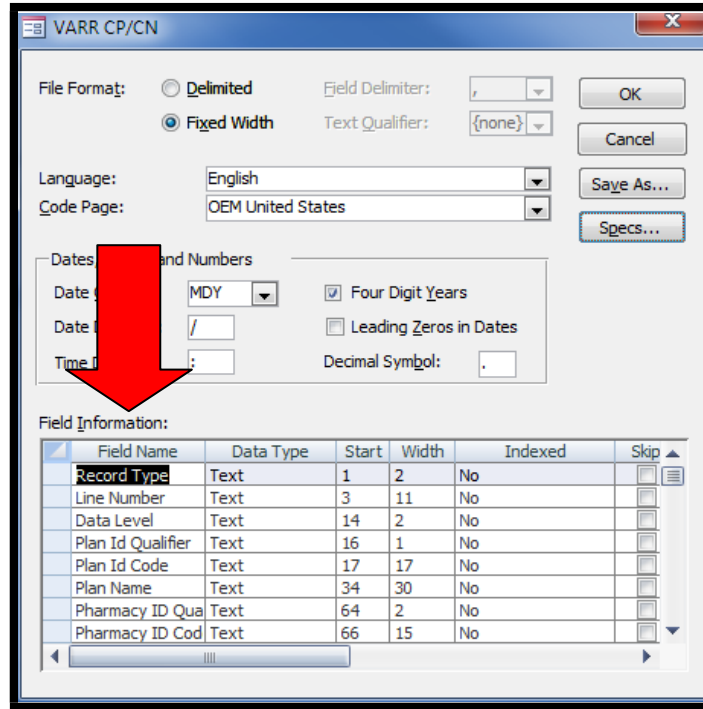 VARR CP/CN
File Format: Delimited Field Delimiter: ,
Fixed Width Text Qualifier: {none}
OK
Cancel
Language: English
Save As...
Code Page: OEM United States
Specs...
Dates, and Numbers
Date MDY Four Digit Years
Date / Leading Zeros in Dates
Time : Decimal Symbol: .
Field Information:
Field Name Data Type Start Width Indexed Skip
Record Type Text 1 2 No
Line Number Text 3 11 No
Data Level Text 14 2 No
Plan Id Qualifier Text 16 1 No
Plan Id Code Text 17 17 No
Plan Name Text 34 30 No
Pharmacy ID Qua Text 64 2 No
Pharmacy ID Cod Text 66 15 No